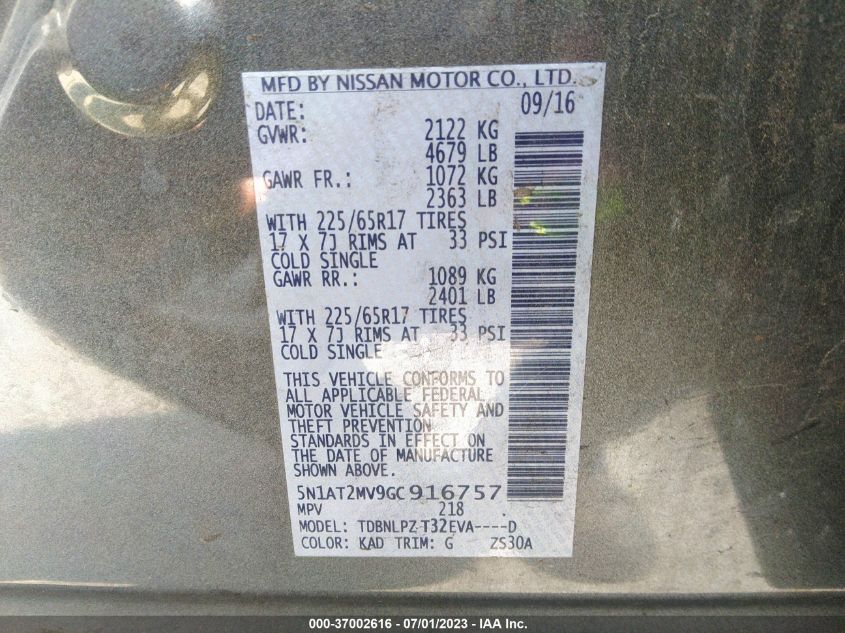 MFD BY NISSAN MOTOR CO., LTD.
DATE: 09/16
GVWR: 2122 KG
4679 LB
GAWR FR.: 1072 KG
2363 LB
WITH 225/65R17 TIRES
17 X 7J RIMS AT 33 PSI
COLD SINGLE
GAWR RR.: 1089 KG
2401 LB
WITH 225/65R17 TIRES
17 X 7J RIMS AT 33 PSI
COLD SINGLE
THIS VEHICLE CONFORMS TO
ALL APPLICABLE FEDERAL
MOTOR VEHICLE SAFETY AND
THEFT PREVENTION
STANDARDS IN EFFECT ON
THE DATE OF MANUFACTURE
SHOWN ABOVE.
5N1AT2MV9GC916757
MPV 218
MODEL: TDBNLPZ-T32EVA----D
COLOR: KAD TRIM: G ZS30A
000-37002616 - 07/01/2023 - IAA Inc.